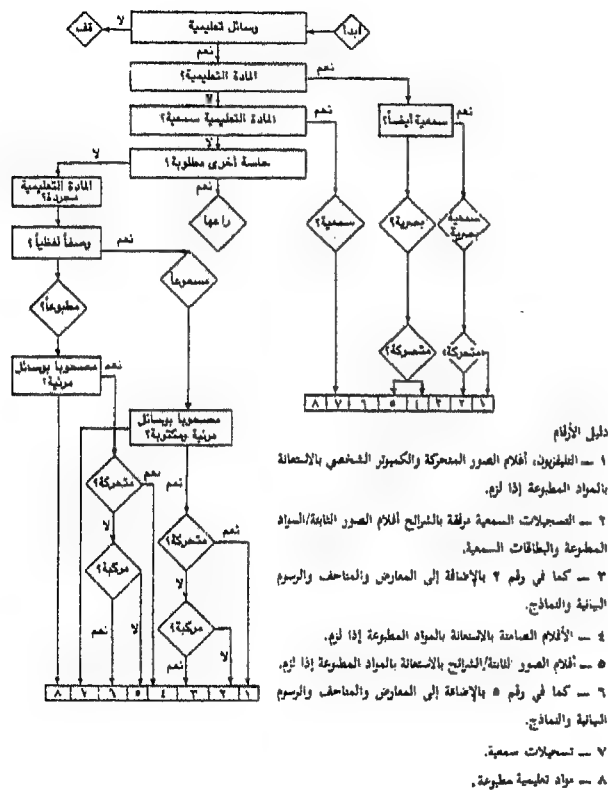 ابدأ
وسائل تعليمية
لا
قف
نعم
المادة التعليمية؟
نعم
لا
المادة التعليمية سمعية؟
نعم
سمعية أيضاً؟
نعم
لا
حاسة أخرى مطلوبة؟
لا
نعم
راعها
سمعية؟
بصرية؟
سمعية
بصرية
المادة التعليمية
مجردة؟
وصفاً لفظياً؟
نعم
مسموعاً؟
مطبوعاً؟
متحركة؟
متحركة؟
مصحوباً بوسائل
مرئية؟
نعم
٨ ٧ ٦ ٥ ٤ ٣ ٢ ١
مصحوباً بوسائل
مرئية ومكتوبة؟
نعم
متحركة؟
نعم
لا
مركبة؟
لا
نعم
متحركة؟
نعم
لا
مركبة؟
لا
نعم
٨ ٧ ٦ ٥ ٤ ٣ ٢ ١
دليل الأرقام
١ – التليفزيون، أفلام الصور المتحركة والكمبيوتر الشخصي بالاستعانة
بالمواد المطبوعة إذا لزم.
٢ – التسجيلات السمعية مرفقة بالشرائح أفلام الصور الثابتة/المواد
المطبوعة والبطاقات السمعية.
٣ – كما في رقم ٢ بالإضافة إلى المعارض والمتاحف والرسوم
البيانية والنماذج.
٤ – الأفلام الصامتة بالاستعانة بالمواد المطبوعة إذا لزم.
٥ – أفلام الصور الثابتة/الشرائح بالاستعانة بالمواد المطبوعة إذا لزم.
٦ – كما في رقم ٥ بالإضافة إلى المعارض والمتاحف والرسوم
البيانية والنماذج.
٧ – تسجيلات سمعية.
٨ – مواد تعليمية مطبوعة.